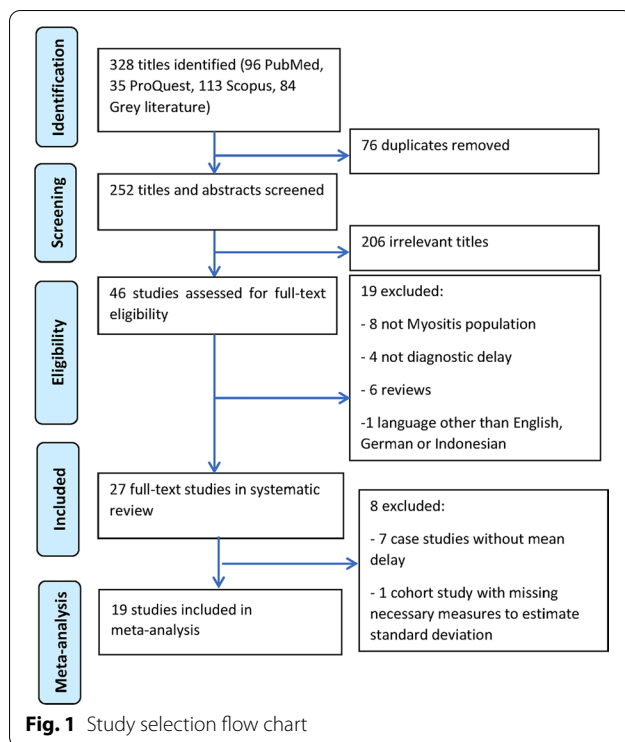 Identification
328 titles identified (96 PubMed,
35 ProQuest, 113 Scopus, 84
Grey literature)
76 duplicates removed
Screening
252 titles and abstracts screened
206 irrelevant titles
Eligibility
46 studies assessed for full-text
eligibility
19 excluded:
- 8 not Myositis population
- 4 not diagnostic delay
- 6 reviews
-1 language other than English,
German or Indonesian
Included
27 full-text studies in systematic
review
8 excluded:
- 7 case studies without mean
delay
- 1 cohort study with missing
necessary measures to estimate
standard deviation
Meta-analysis
19 studies included in
meta-analysis
Fig. 1 Study selection flow chart